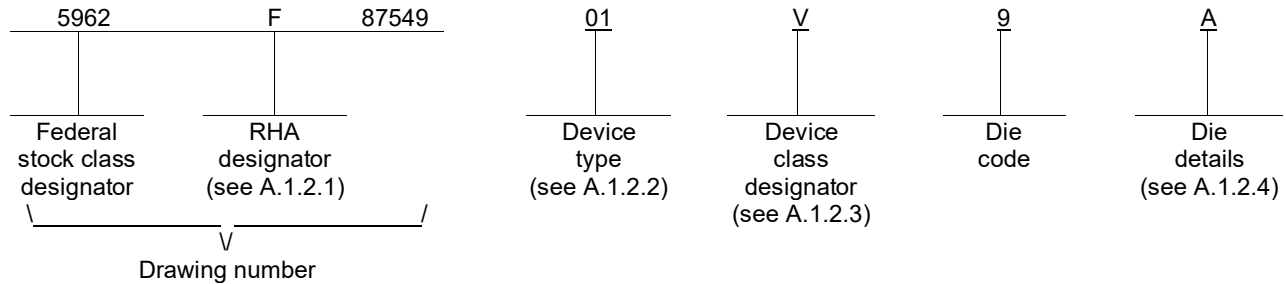 5962 F 87549 01 V 9 A
Federal stock class designator
RHA designator (see A.1.2.1)
Device type (see A.1.2.2)
Device class designator (see A.1.2.3)
Die code
Die details (see A.1.2.4)
Drawing number